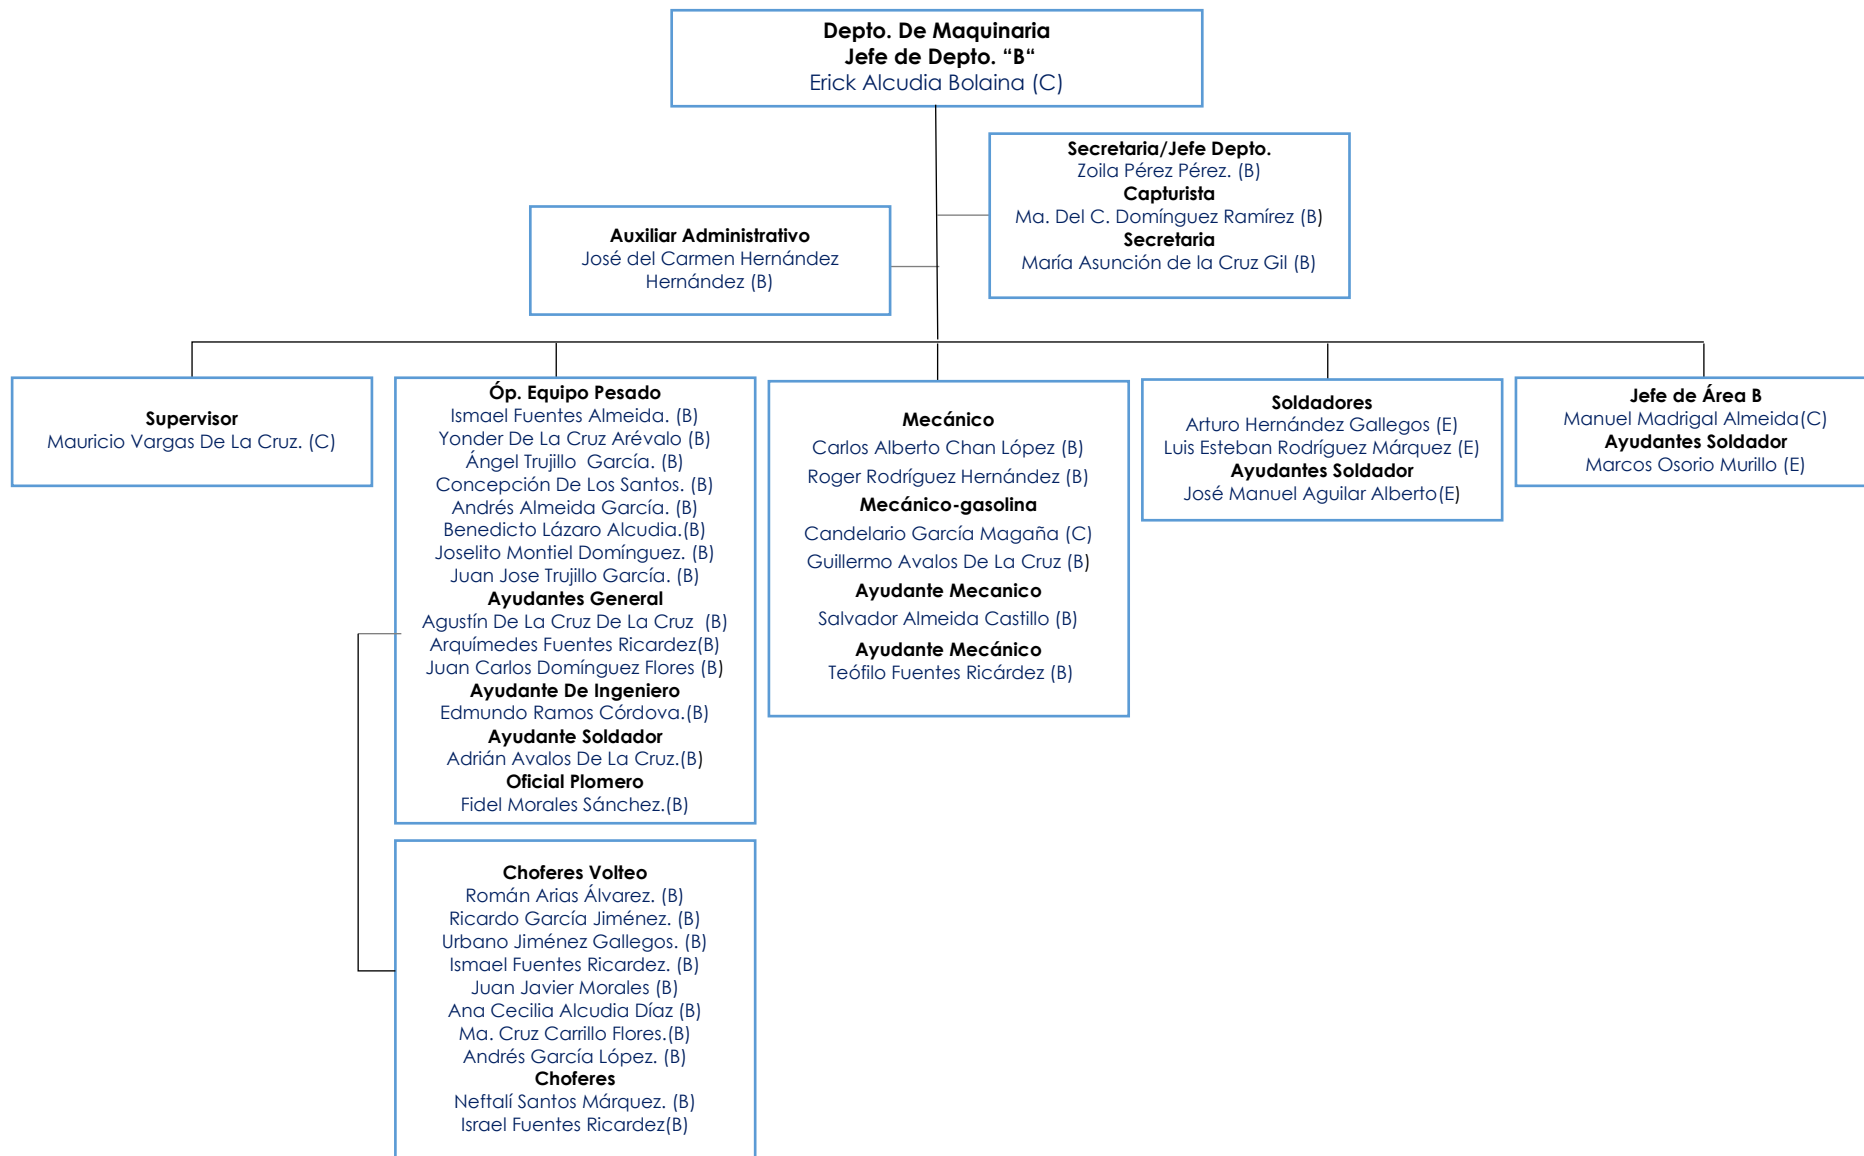 Depto. De Maquinaria
Jefe de Depto. “B“
Erick Alcudia Bolaina (C)
Secretaria/Jefe Depto.
Zoila Pérez Pérez. (B)
Capturista
Ma. Del C. Domínguez Ramírez (B)
Secretaria
María Asunción de la Cruz Gil (B)
Auxiliar Administrativo
José del Carmen Hernández
Hernández (B)
Supervisor
Mauricio Vargas De La Cruz. (C)
Óp. Equipo Pesado
Ismael Fuentes Almeida. (B)
Yonder De La Cruz Arévalo (B)
Ángel Trujillo  García. (B)
Concepción De Los Santos. (B)
Andrés Almeida García. (B)
Benedicto Lázaro Alcudia.(B)
Joselito Montiel Domínguez. (B)
Juan Jose Trujillo García. (B)
Ayudantes General
Agustín De La Cruz De La Cruz  (B)
Arquímedes Fuentes Ricardez(B)
Juan Carlos Domínguez Flores (B)
Ayudante De Ingeniero
Edmundo Ramos Córdova.(B)
Ayudante Soldador
Adrián Avalos De La Cruz.(B)
Oficial Plomero
Fidel Morales Sánchez.(B)
Choferes Volteo
Román Arias Álvarez. (B)
Ricardo García Jiménez. (B)
Urbano Jiménez Gallegos. (B)
Ismael Fuentes Ricardez. (B)
Juan Javier Morales (B)
Ana Cecilia Alcudia Díaz (B)
Ma. Cruz Carrillo Flores.(B)
Andrés García López. (B)
Choferes
Neftalí Santos Márquez. (B)
Israel Fuentes Ricardez(B)
Mecánico
Carlos Alberto Chan López (B)
Roger Rodríguez Hernández (B)
Mecánico-gasolina
Candelario García Magaña (C)
Guillermo Avalos De La Cruz (B)
Ayudante Mecanico
Salvador Almeida Castillo (B)
Ayudante Mecánico
Teófilo Fuentes Ricárdez (B)
Soldadores
Arturo Hernández Gallegos (E)
Luis Esteban Rodríguez Márquez (E)
Ayudantes Soldador
José Manuel Aguilar Alberto(E)
Jefe de Área B
Manuel Madrigal Almeida(C)
Ayudantes Soldador
Marcos Osorio Murillo (E)